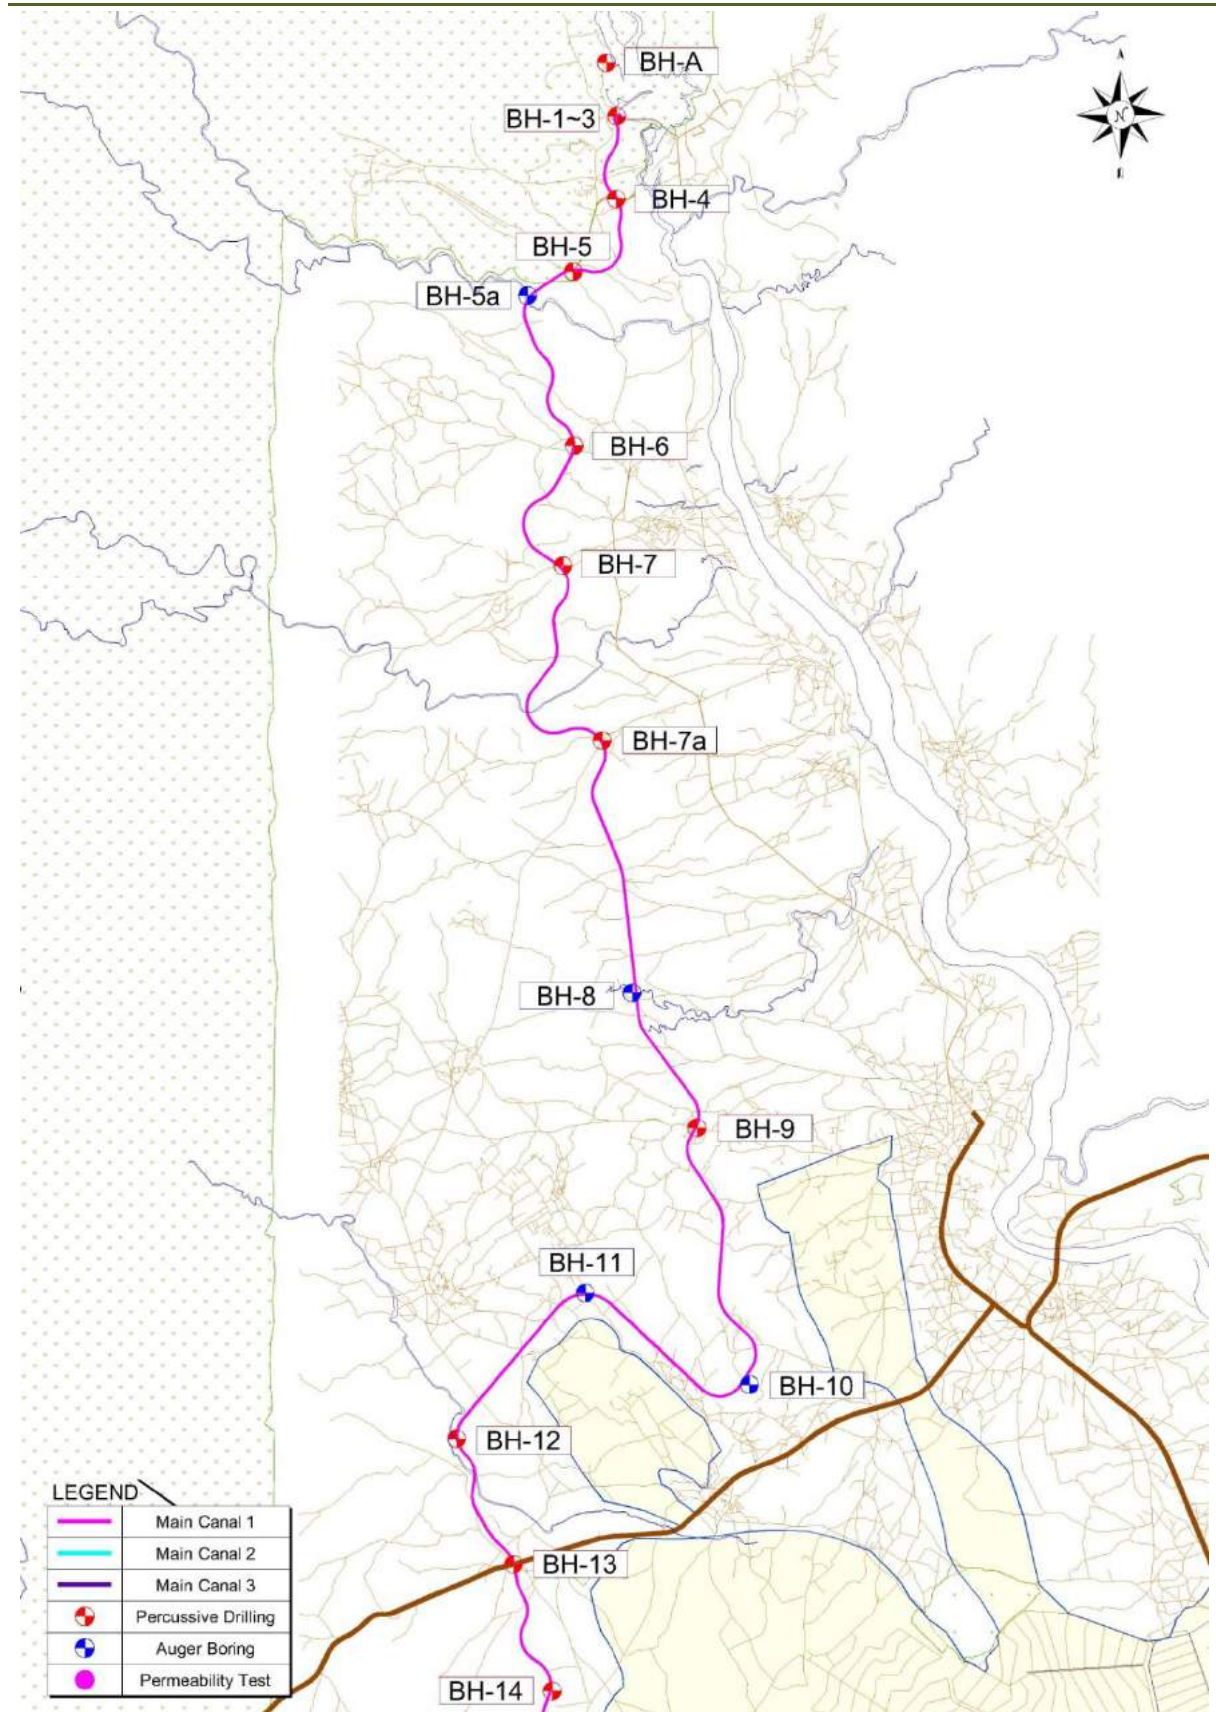 BH-A
BH-1~3
BH-4
BH-5
BH-5a
BH-6
BH-7
BH-7a
BH-8
BH-9
BH-11
BH-10
BH-12
BH-13
BH-14
N
LEGEND
Main Canal 1
Main Canal 2
Main Canal 3
Percussive Drilling
Auger Boring
Permeability Test